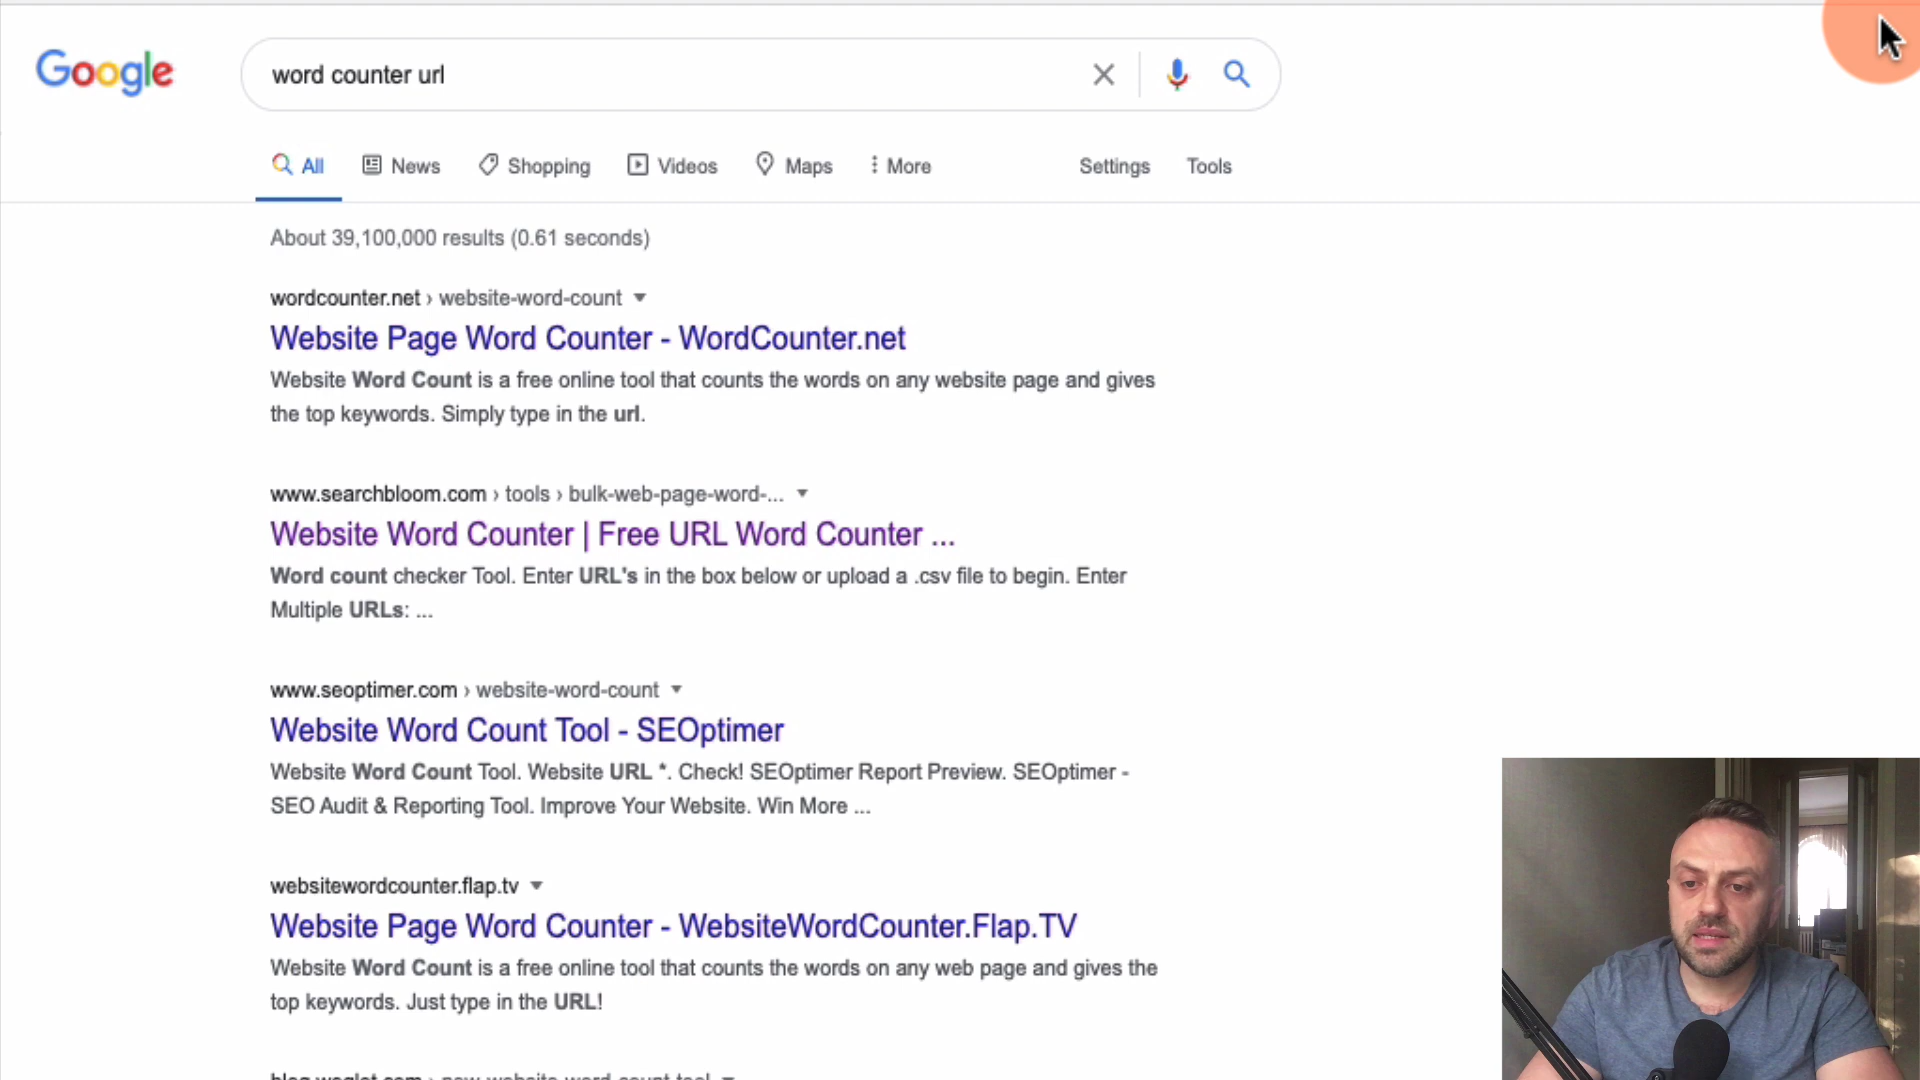 Google
word counter url
All News Shopping Videos Maps More Settings Tools
About 39,100,000 results (0.61 seconds)
wordcounter.net › website-word-count
Website Page Word Counter - WordCounter.net
Website Word Count is a free online tool that counts the words on any website page and gives
the top keywords. Simply type in the url.
www.searchbloom.com › tools › bulk-web-page-word-...
Website Word Counter | Free URL Word Counter ...
Word count checker Tool. Enter URL's in the box below or upload a .csv file to begin. Enter
Multiple URLs: ...
www.seoptimer.com › website-word-count
Website Word Count Tool - SEOptimer
Website Word Count Tool. Website URL *. Check! SEOptimer Report Preview. SEOptimer -
SEO Audit & Reporting Tool. Improve Your Website. Win More ...
websitewordcounter.flap.tv
Website Page Word Counter - WebsiteWordCounter.Flap.TV
Website Word Count is a free online tool that counts the words on any web page and gives the
top keywords. Just type in the URL!